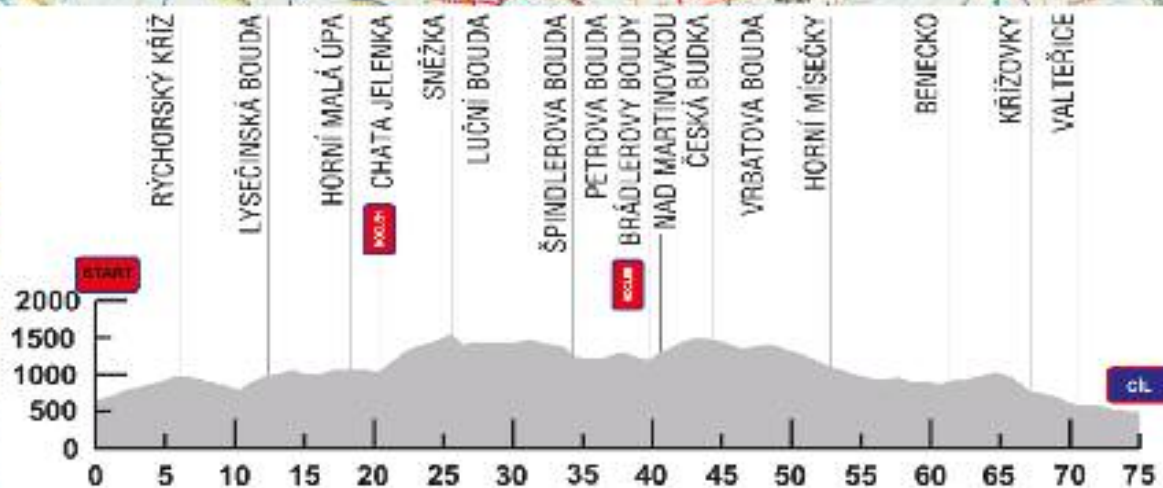 RÝCHORSKÝ KŘÍŽ
LYSEČINSKÁ BOUDA
HORNÍ MALÁ ÚPA
CHATA JELENKA
SNĚŽKA
LUČNÍ BOUDA
ŠPINDLEROVA BOUDA
PETROVA BOUDA
BRÁDLEROVY BOUDY
NAD MARTINOVKOU
ČESKÁ BUDKA
VRBATOVA BOUDA
HORNÍ MÍSEČKY
BENECKO
KŘÍŽOVKY
VALTEŘICE
START
2000
1500
1000
500
0
CÍL
0 5 10 15 20 25 30 35 40 45 50 55 60 65 70 75